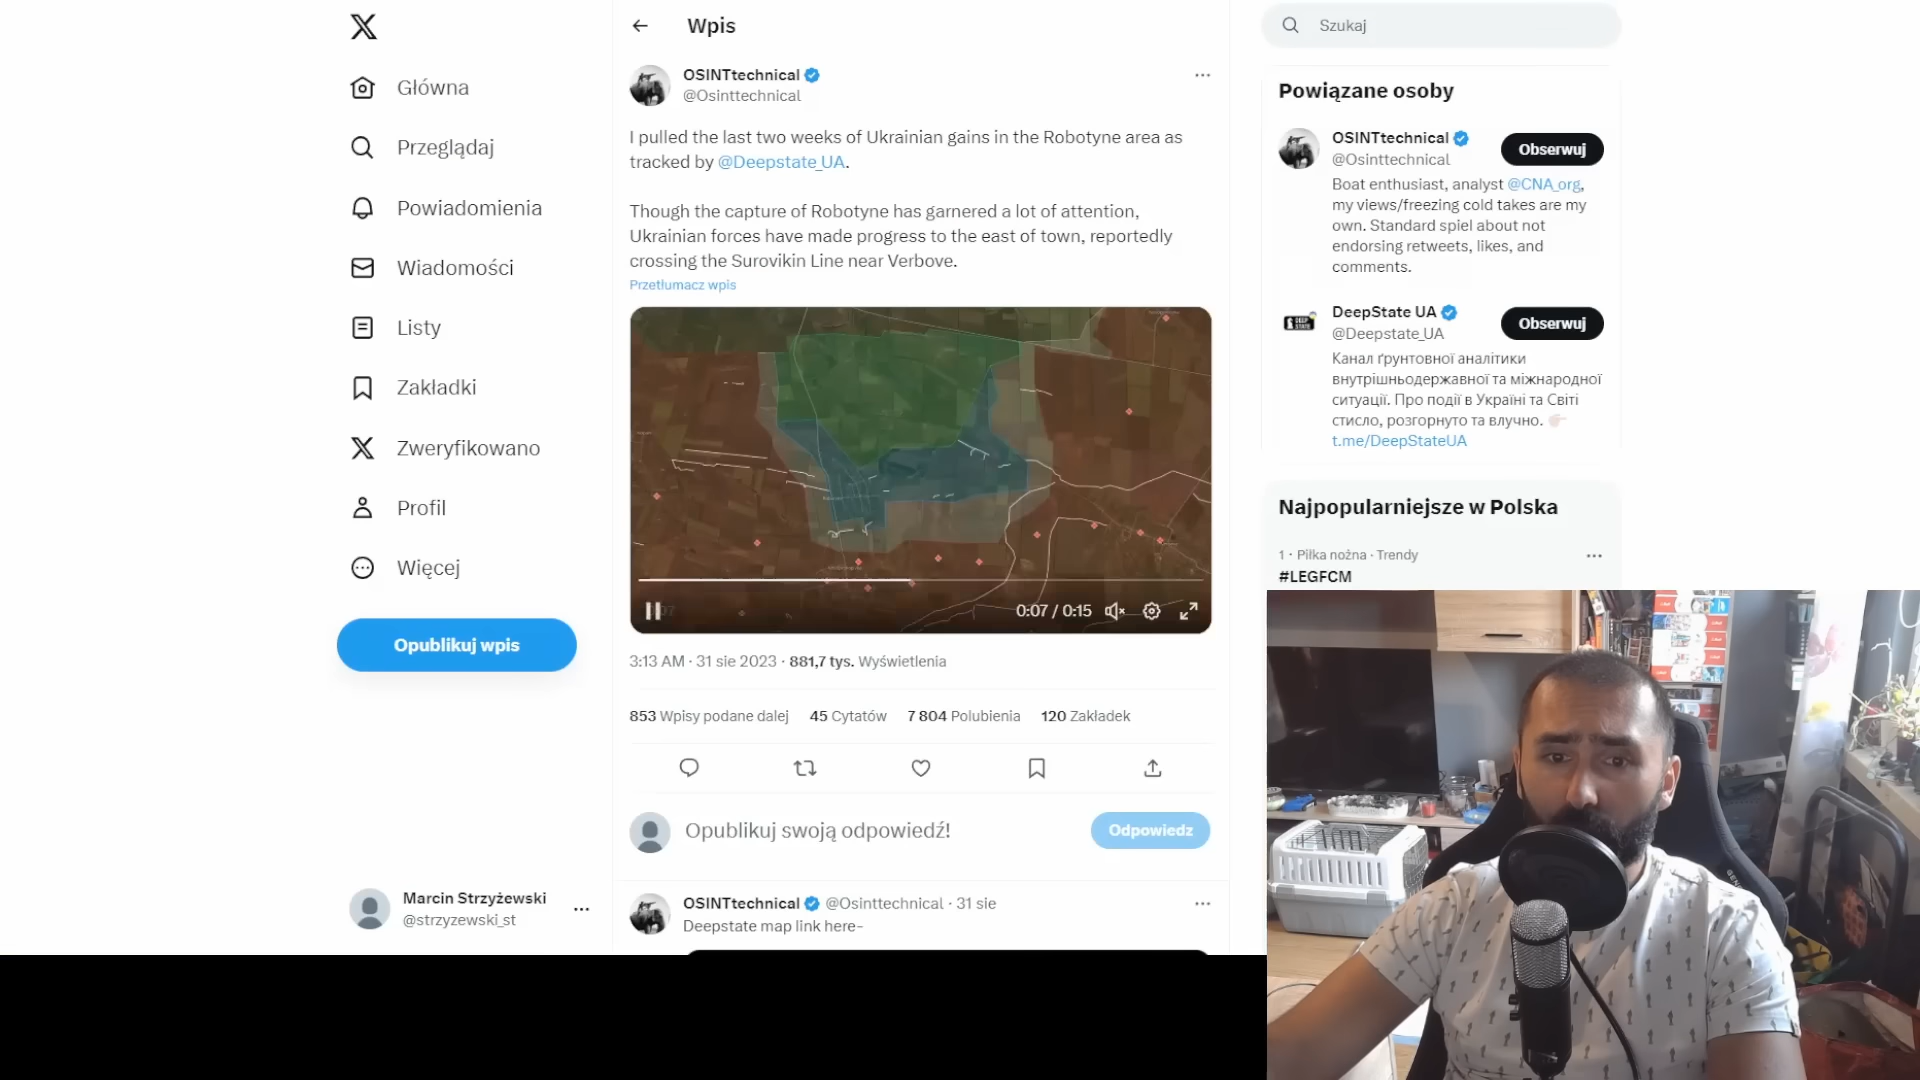 Główna
Przeglądaj
Powiadomienia
Wiadomości
Listy
Zakładki
Zweryfikowano
Profil
Więcej
Opublikuj wpis
Marcin Strzyżewski
@strzyzewski_st
Wpis
OSINTtechnical
@Osinttechnical
I pulled the last two weeks of Ukrainian gains in the Robotyne area as
tracked by @Deepstate_UA.
Though the capture of Robotyne has garnered a lot of attention,
Ukrainian forces have made progress to the east of town, reportedly
crossing the Surovikin Line near Verbove.
Przetłumacz wpis
0:07 / 0:15
3:13 AM · 31 sie 2023 · 881,7 tys. Wyświetlenia
853 Wpisy podane dalej 45 Cytatów 7 804 Polubienia 120 Zakładek
Opublikuj swoją odpowiedź!
Odpowiedz
OSINTtechnical @Osinttechnical · 31 sie
Deepstate map link here-
Szukaj
Powiązane osoby
OSINTtechnical
@Osinttechnical
Obserwuj
Boat enthusiast, analyst @CNA_org,
my views/freezing cold takes are my
own. Standard spiel about not
endorsing retweets, likes, and
comments.
DeepState UA
@Deepstate_UA
Obserwuj
Канал ґрунтовної аналітики
внутрішньодержавної та міжнародної
ситуації. Про події в Україні та Світі
стисло, розгорнуто та влучно.
t.me/DeepStateUA
Najpopularniejsze w Polska
1 · Piłka nożna · Trendy
#LEGFCM